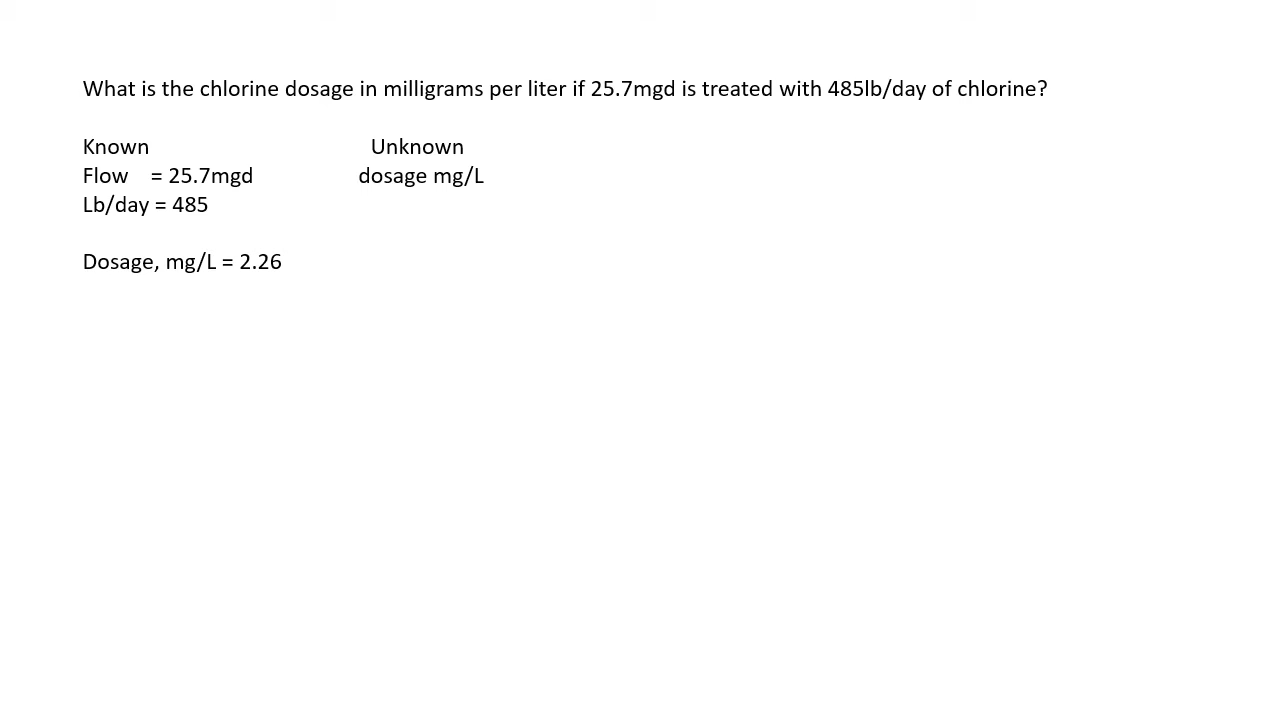 What is the chlorine dosage in milligrams per liter if 25.7mgd is treated with 485lb/day of chlorine?
Known Unknown
Flow = 25.7mgd dosage mg/L
Lb/day = 485
Dosage, mg/L = 2.26